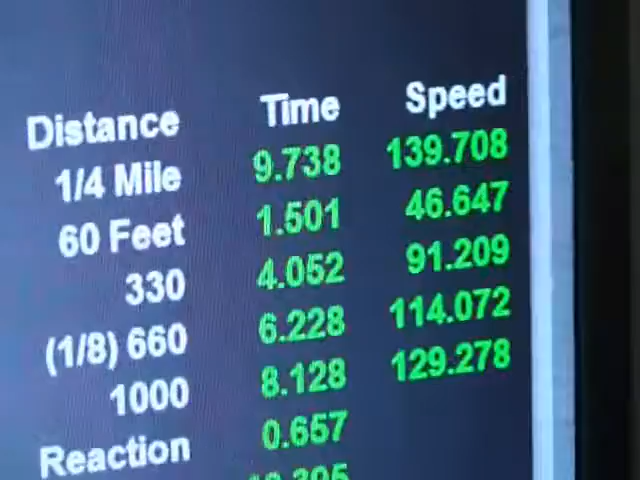 Distance Time Speed
1/4 Mile 9.738 139.708
60 Feet 1.501 46.647
330 4.052 91.209
(1/8) 660 6.228 114.072
1000 8.128 129.278
Reaction 0.657